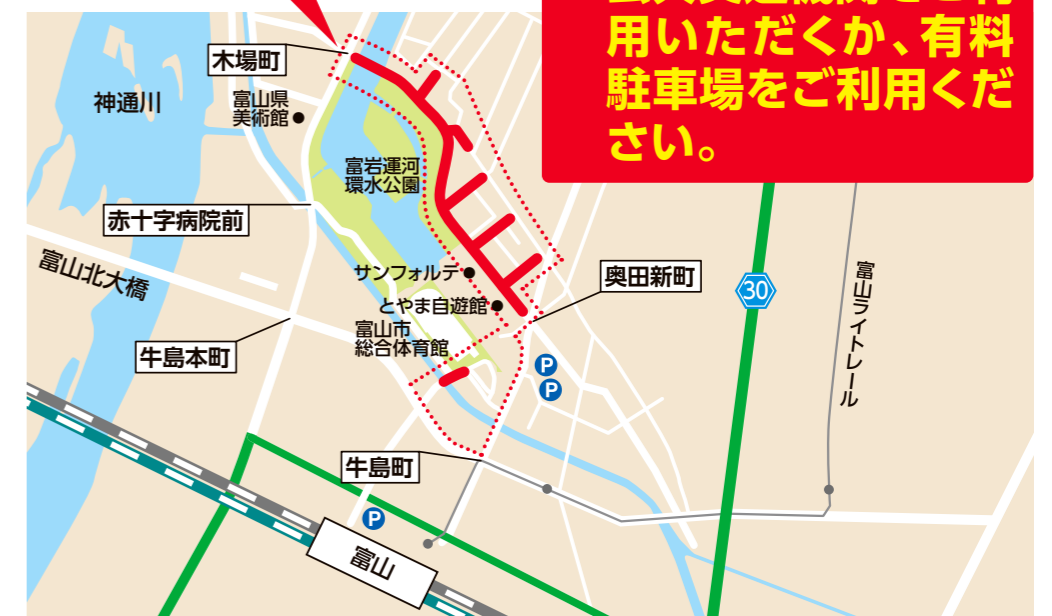 用いただくか、有料
駐車場をご利用くだ
さい。
木場町
神通川
富山県
美術館
富岩運河
環水公園
赤十字病院前
富山北大橋
サンフォルテ
とやま自遊館
奥田新町
30
富山ライトレール
富山市
総合体育館
牛島本町
P
P
牛島町
P
富山